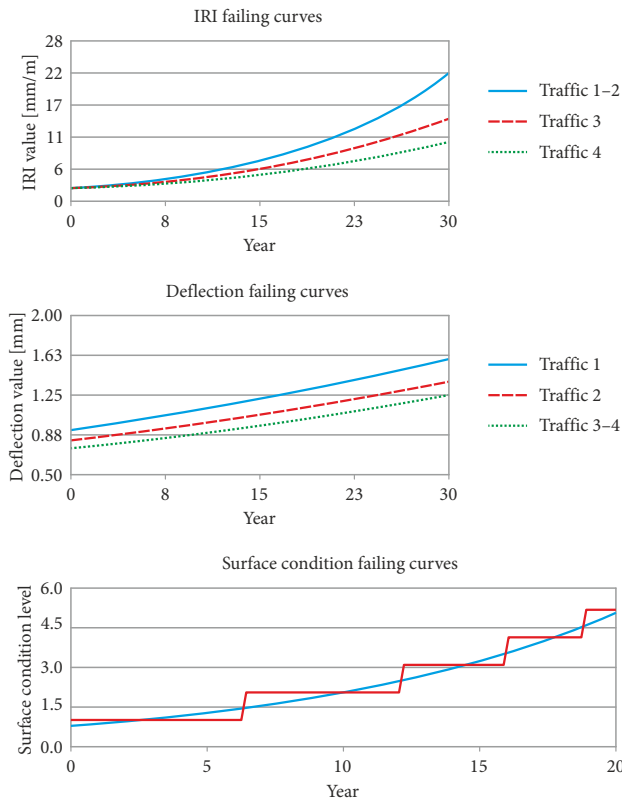 IRI failing curves
IRI value [mm/m]
28
22
17
11
6
0
0 8 15 23 30
Year
Traffic 1–2
Traffic 3
Traffic 4
Deflection failing curves
Deflection value [mm]
2.00
1.63
1.25
0.88
0.50
0 8 15 23 30
Year
Traffic 1
Traffic 2
Traffic 3–4
Surface condition failing curves
Surface condition level
6.0
4.5
3.0
1.5
0.0
0 5 10 15 20
Year